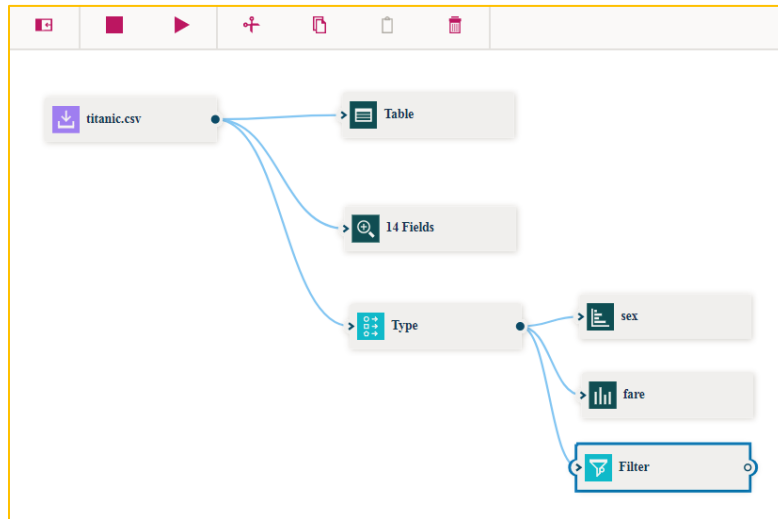 titanic.csv
Table
14 Fields
Type
sex
fare
Filter